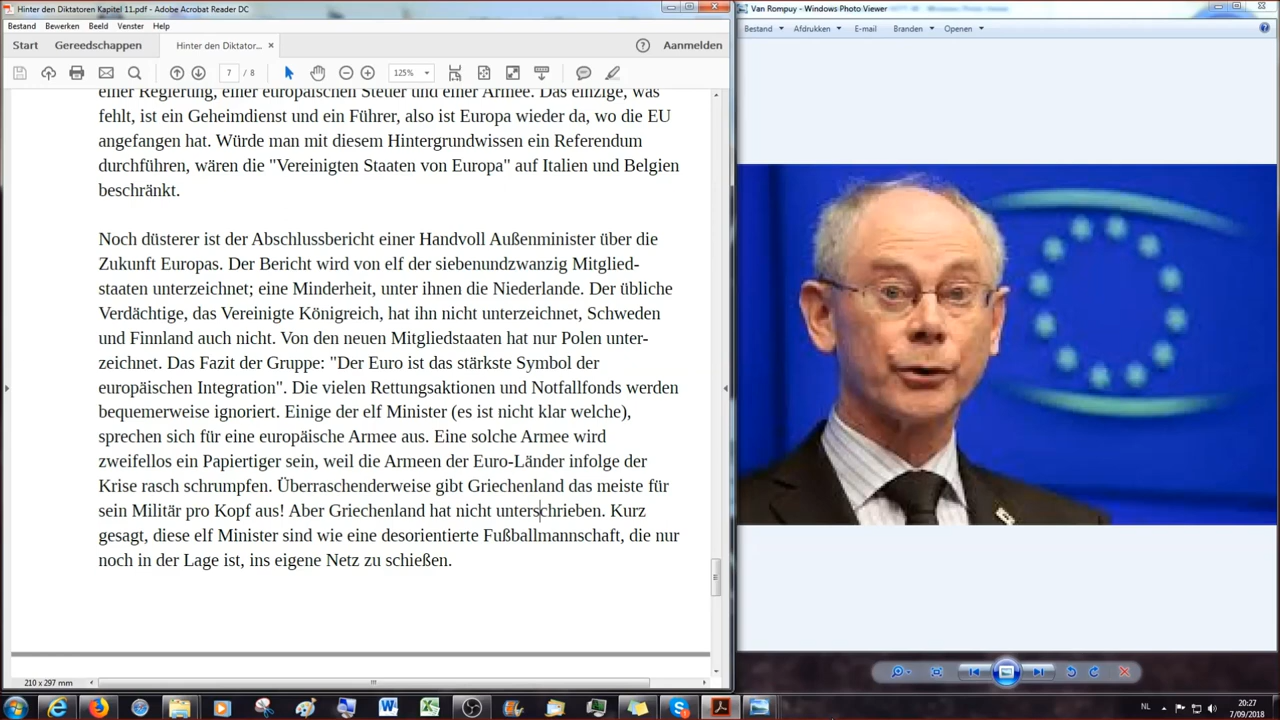 Hinter den Diktatoren Kapitel 11.pdf - Adobe Acrobat Reader DC
Bestand Bewerken Beeld Venster Help
Start Gereedschappen Hinter den Diktator... × Aanmelden
7 / 8 125%
einer Regierung, einer europäischen Steuer und einer Armee. Das einzige, was
fehlt, ist ein Geheimdienst und ein Führer, also ist Europa wieder da, wo die EU
angefangen hat. Würde man mit diesem Hintergrundwissen ein Referendum
durchführen, wären die "Vereinigten Staaten von Europa" auf Italien und Belgien
beschränkt.
Noch düsterer ist der Abschlussbericht einer Handvoll Außenminister über die
Zukunft Europas. Der Bericht wird von elf der siebenundzwanzig Mitglied-
staaten unterzeichnet; eine Minderheit, unter ihnen die Niederlande. Der übliche
Verdächtige, das Vereinigte Königreich, hat ihn nicht unterzeichnet, Schweden
und Finnland auch nicht. Von den neuen Mitgliedstaaten hat nur Polen unter-
zeichnet. Das Fazit der Gruppe: "Der Euro ist das stärkste Symbol der
europäischen Integration". Die vielen Rettungsaktionen und Notfallfonds werden
bequemerweise ignoriert. Einige der elf Minister (es ist nicht klar welche),
sprechen sich für eine europäische Armee aus. Eine solche Armee wird
zweifellos ein Papiertiger sein, weil die Armeen der Euro-Länder infolge der
Krise rasch schrumpfen. Überraschenderweise gibt Griechenland das meiste für
sein Militär pro Kopf aus! Aber Griechenland hat nicht unterschrieben. Kurz
gesagt, diese elf Minister sind wie eine desorientierte Fußballmannschaft, die nur
noch in der Lage ist, ins eigene Netz zu schießen.
210 x 297 mm
Van Rompuy - Windows Photo Viewer
Bestand Afdrukken E-mail Branden Openen
NL 20:27
7/09/2018